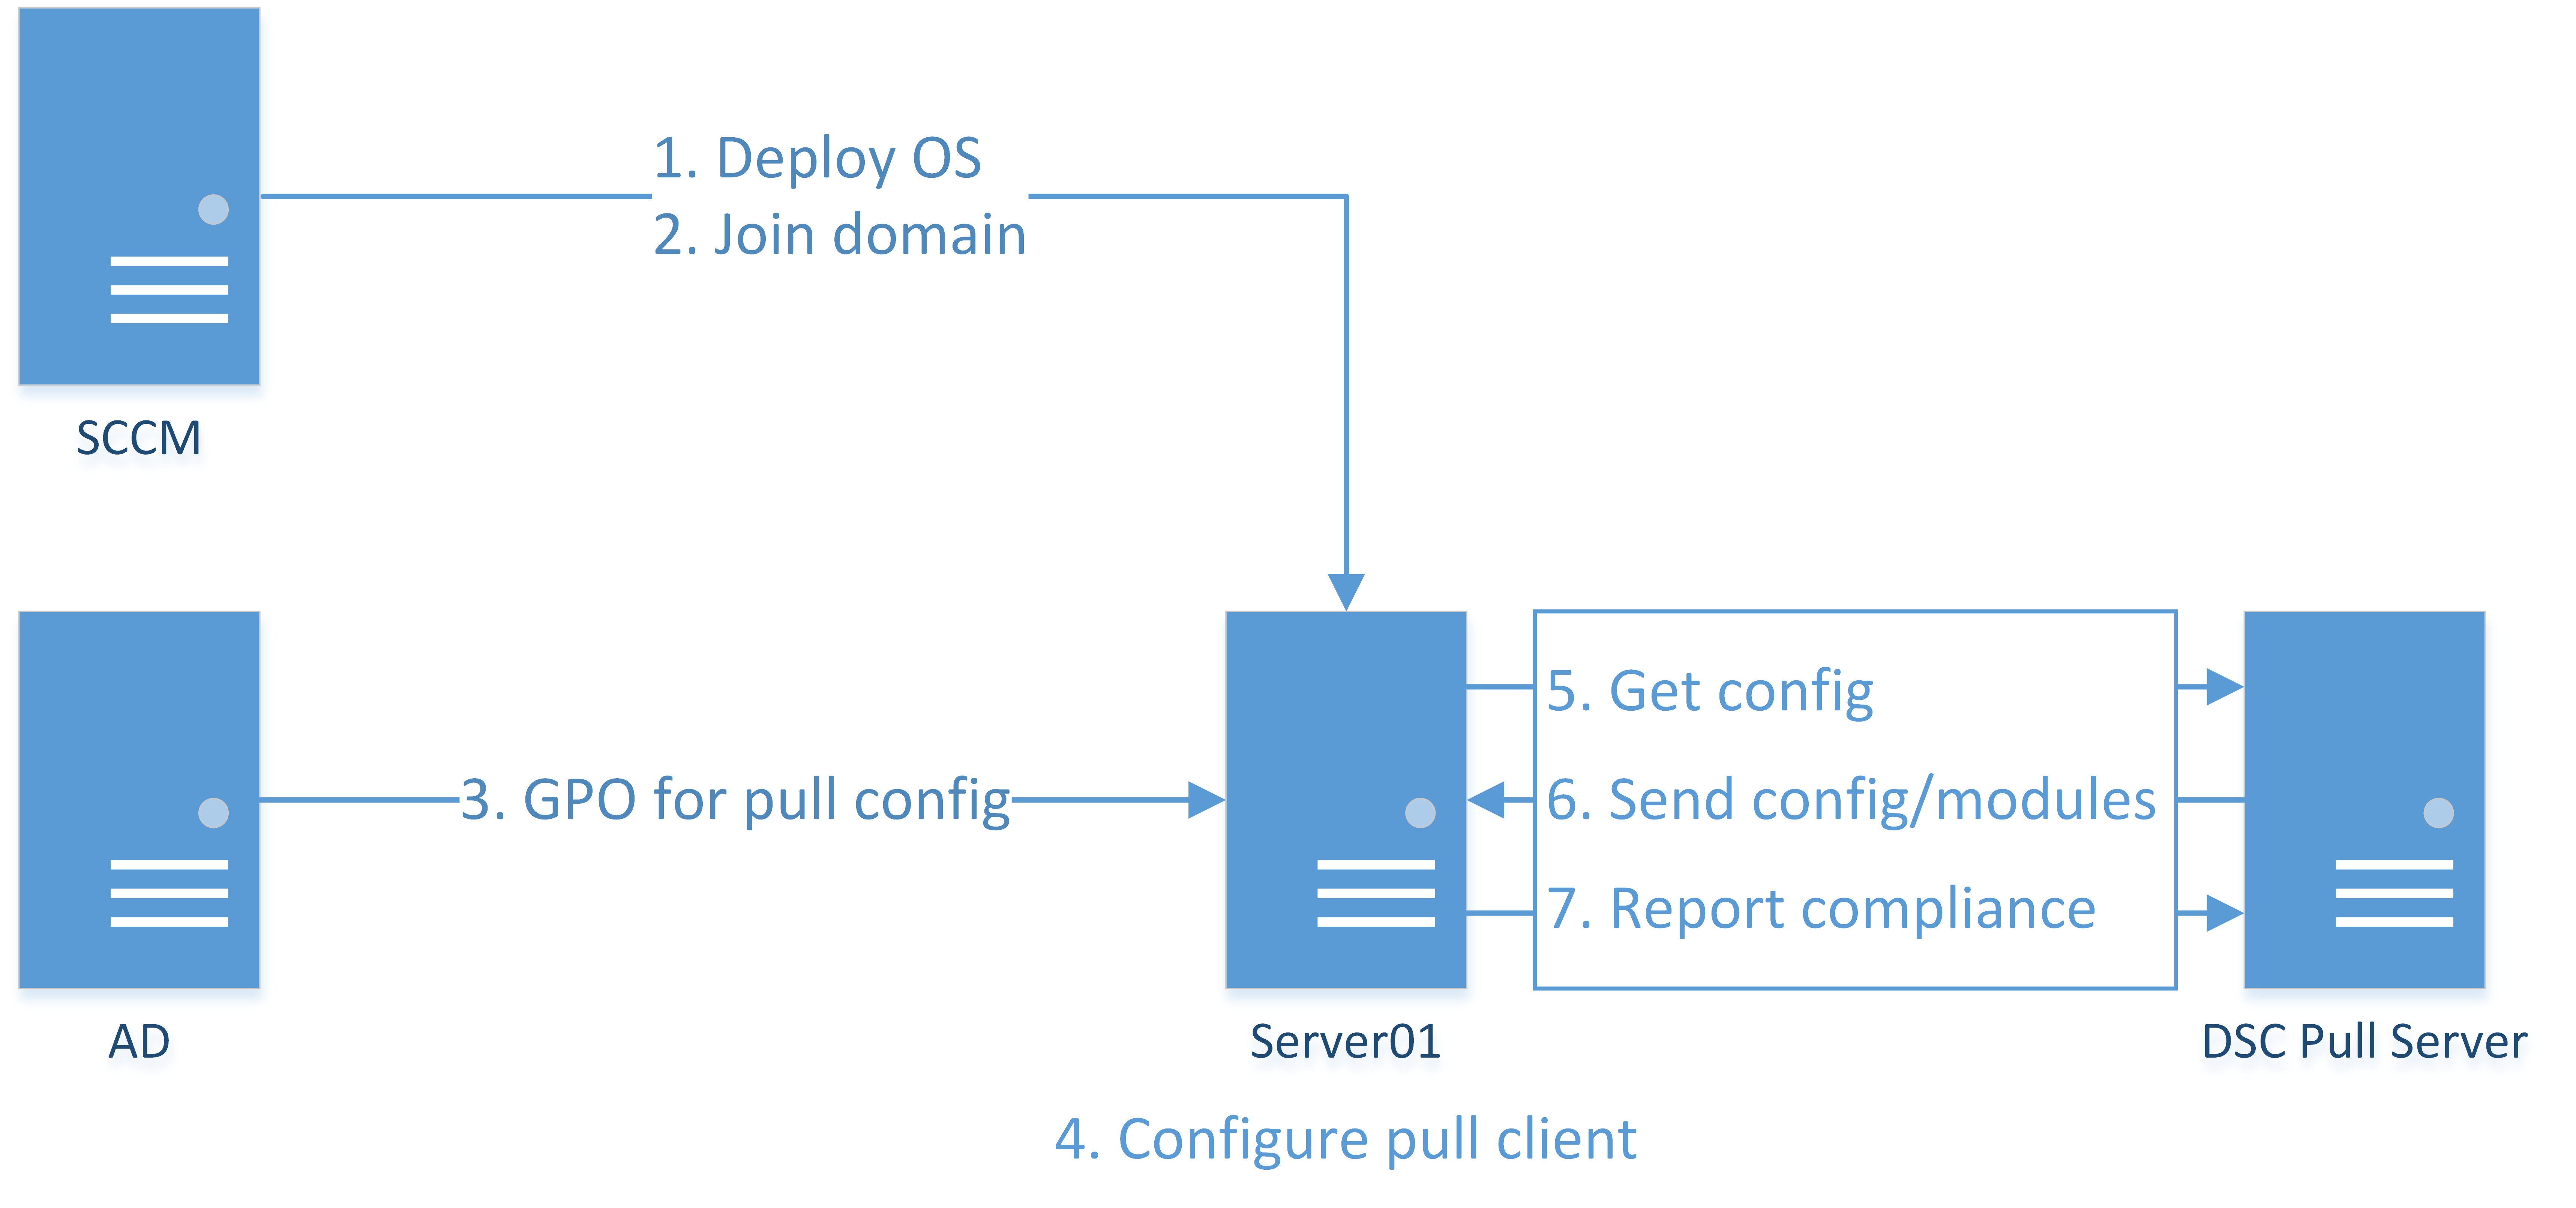 1. Deploy OS
2. Join domain
SCCM
5. Get config
3. GPO for pull config
6. Send config/modules
7. Report compliance
AD
Server01
DSC Pull Server
4. Configure pull client